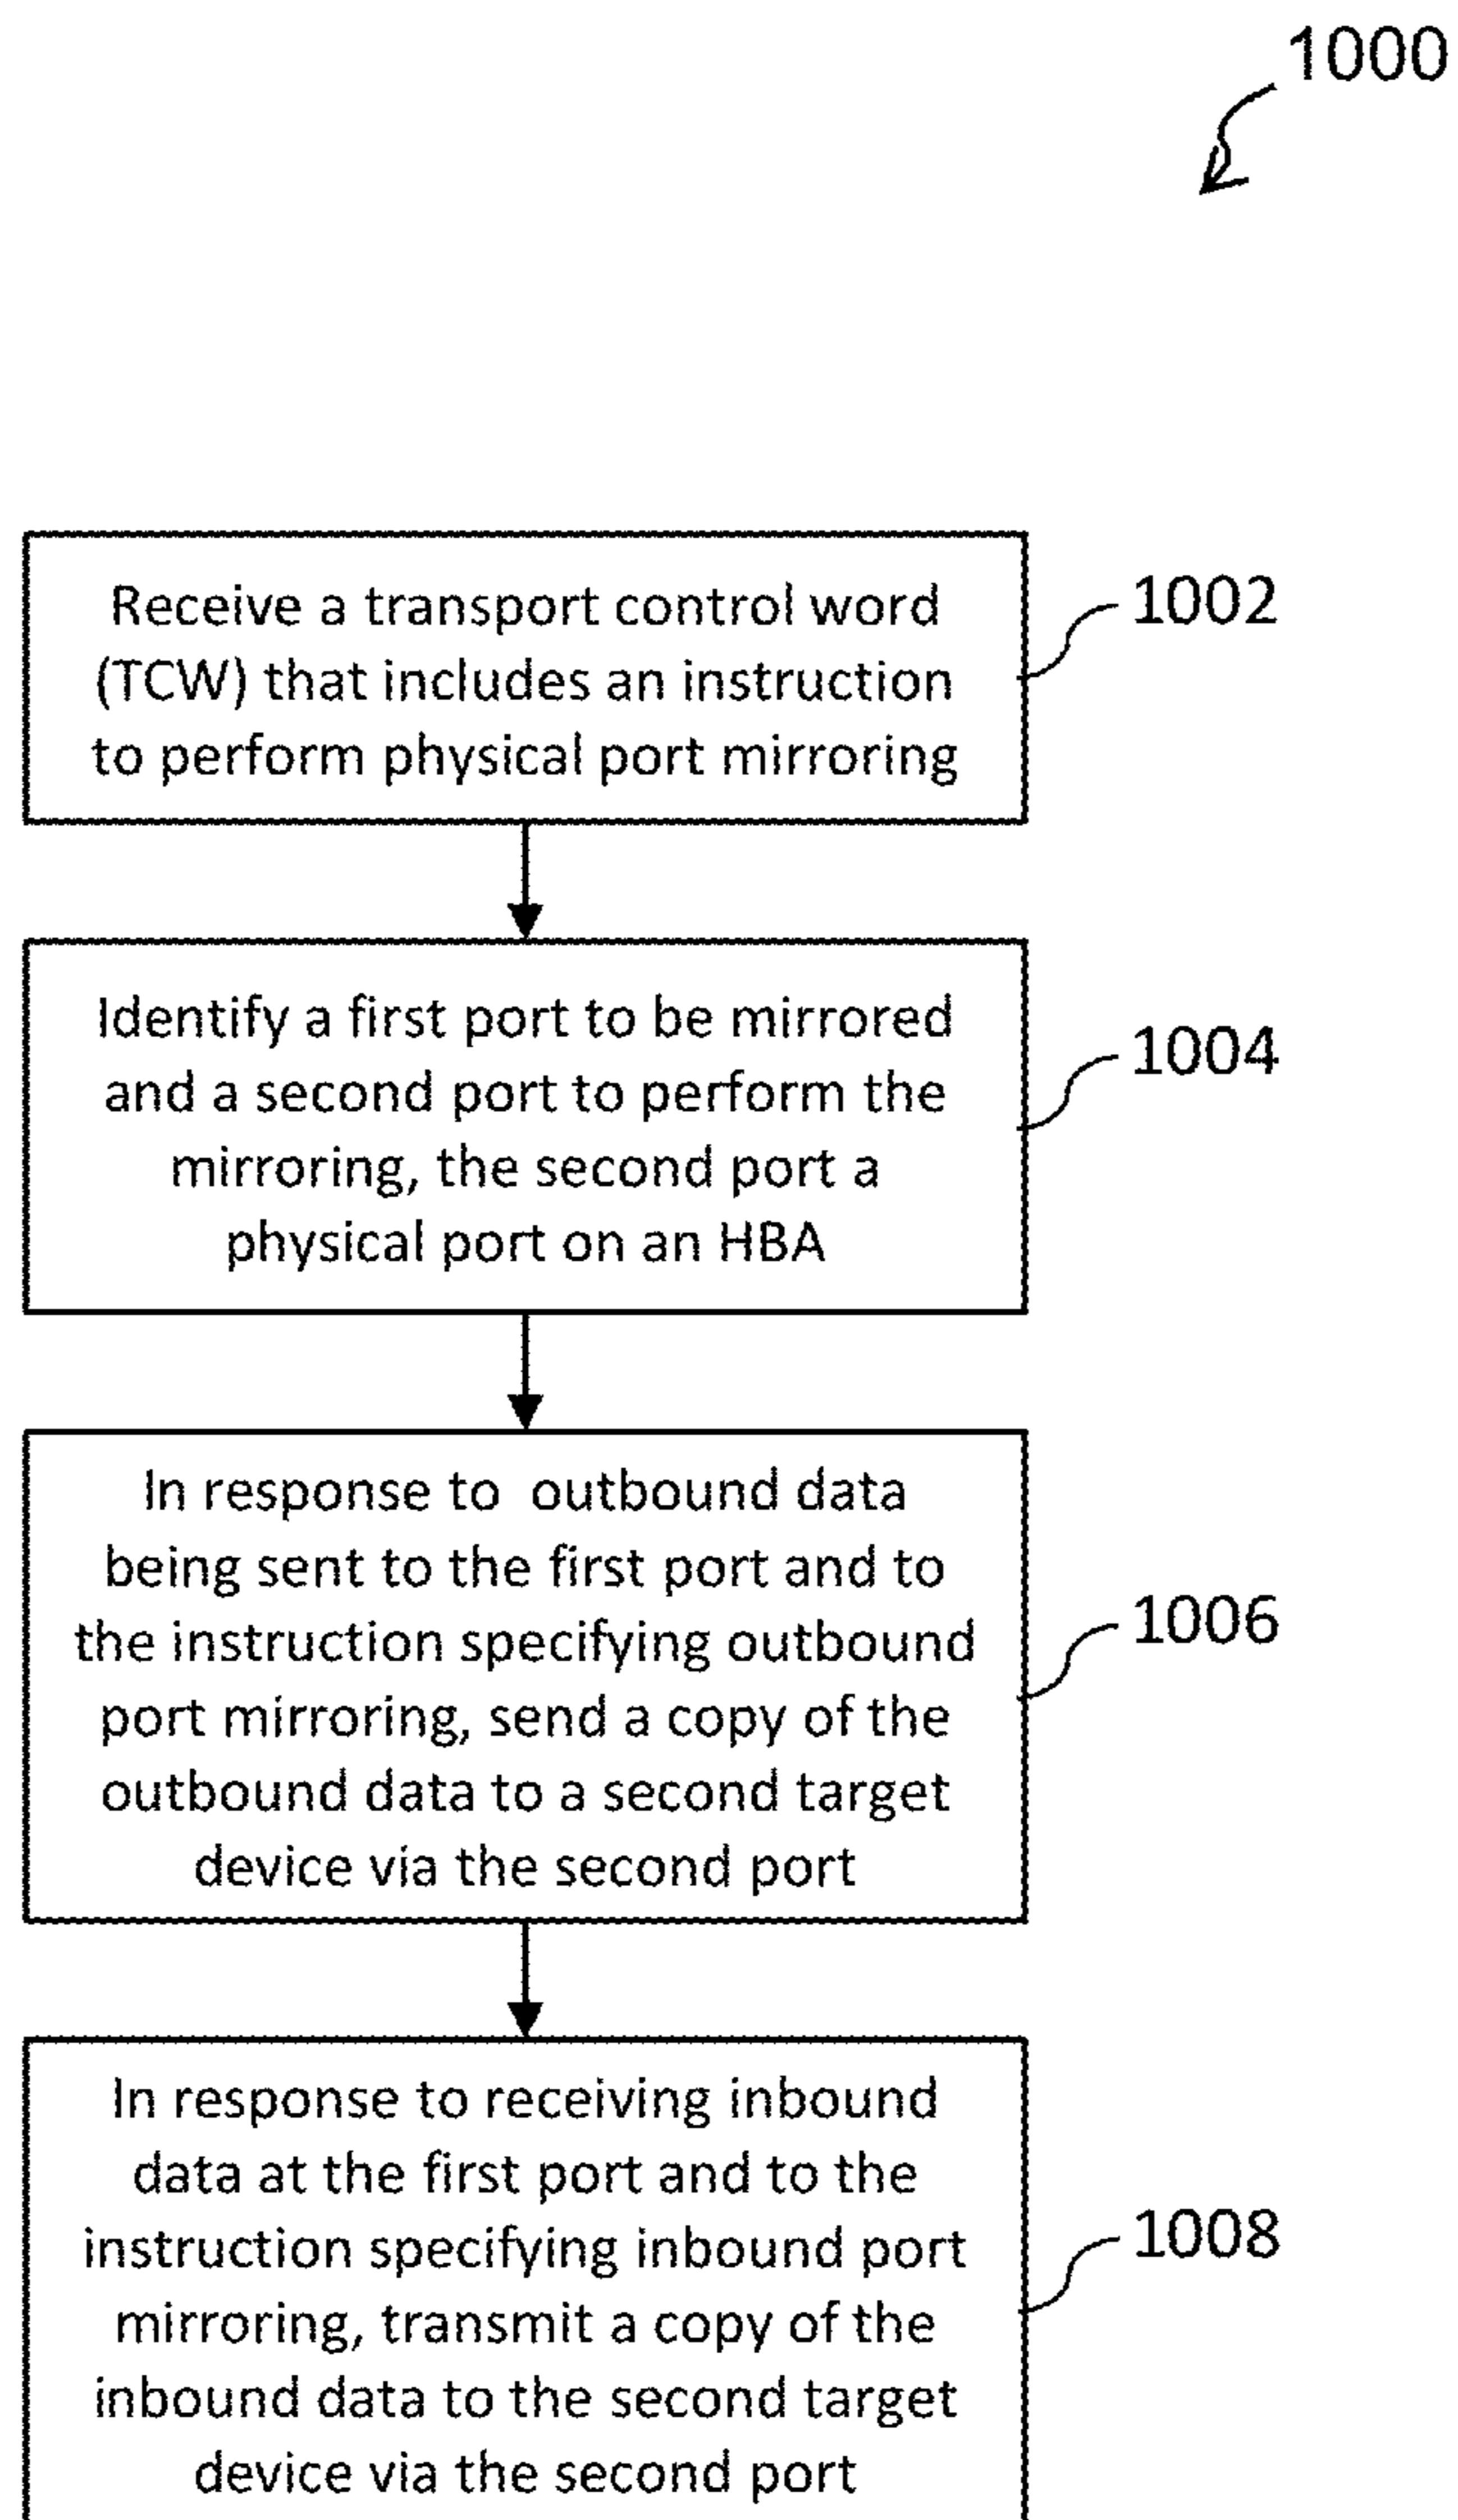 1000
Receive a transport control word
(TCW) that includes an instruction
to perform physical port mirroring
1002
Identify a first port to be mirrored
and a second port to perform the
mirroring, the second port a
physical port on an HBA
1004
In response to outbound data
being sent to the first port and to
the instruction specifying outbound
port mirroring, send a copy of the
outbound data to a second target
device via the second port
1006
In response to receiving inbound
data at the first port and to the
instruction specifying inbound port
mirroring, transmit a copy of the
inbound data to the second target
device via the second port
1008